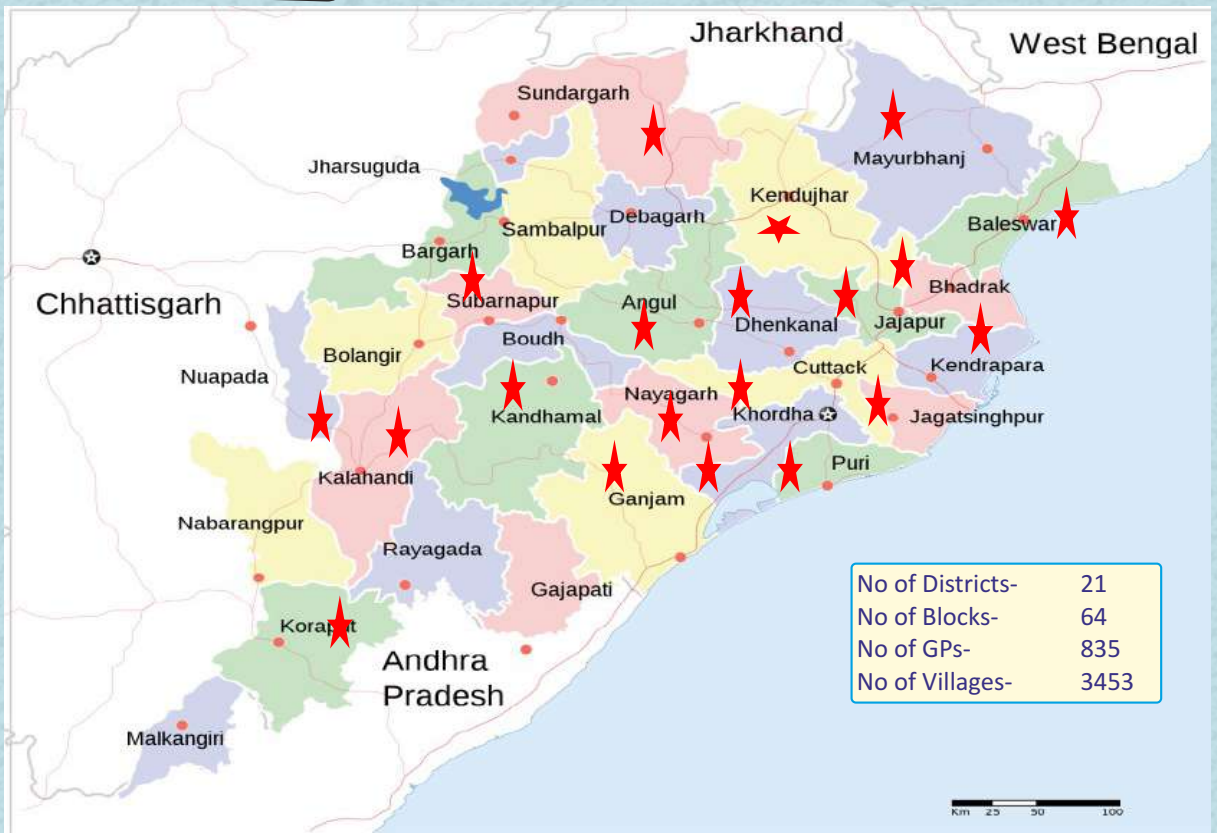 Jharkhand
West Bengal
Sundargarh
Mayurbhanj
Jharsuguda
Kendujhar
Debagarh
Sambalpur
Baleswar
Bargarh
Chhattisgarh
Subarnapur
Angul
Bhadrak
Boudh
Dhenkanal
Jajapur
Bolangir
Cuttack
Kendrapara
Nuapada
Nayagarh
Kandhamal
Khordha
Jagatsinghpur
Puri
Kalahandi
Ganjam
Nabarangpur
Rayagada
Gajapati
No of Districts- 21
No of Blocks- 64
No of GPs- 835
No of Villages- 3453
Koraput
Andhra
Pradesh
Malkangiri
Km 25 50 100